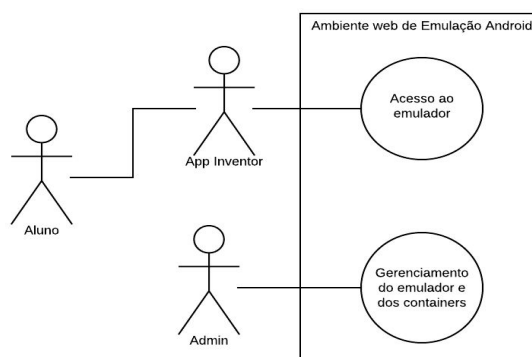 Ambiente web de Emulação Android
Acesso ao
emulador
App Inventor
Aluno
Gerenciamento
do emulador e
dos containers
Admin